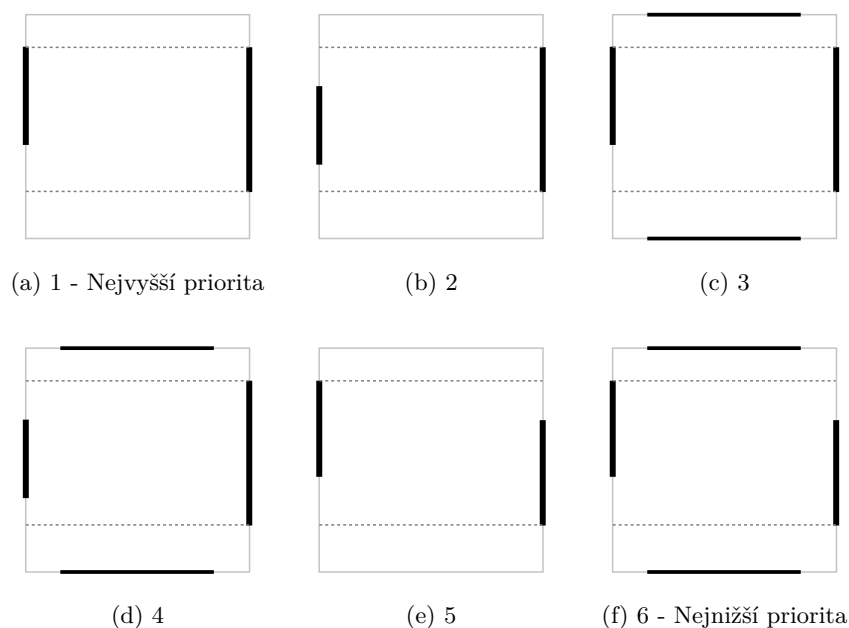 (a) 1 - Nejvyšší priorita
(b) 2
(c) 3
(d) 4
(e) 5
(f) 6 - Nejnižší priorita